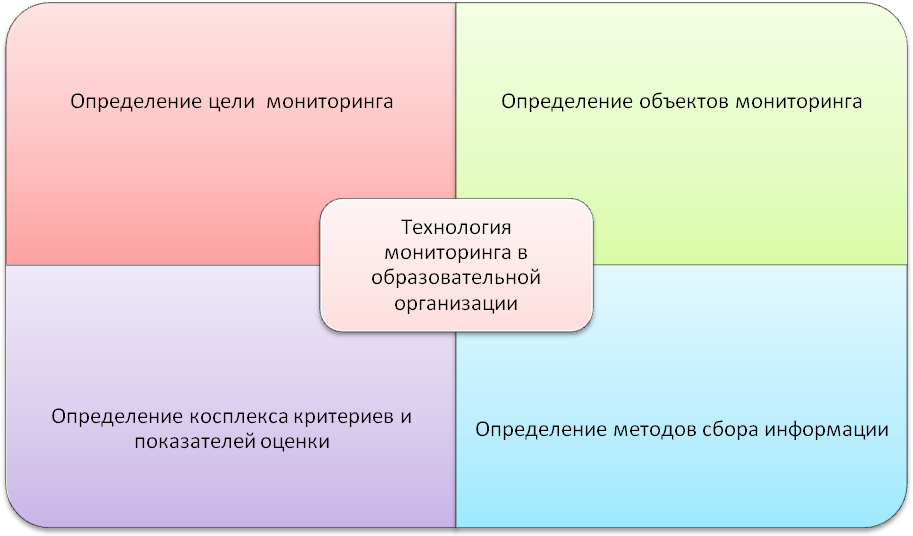 Определение цели  мониторинга
Определение объектов мониторинга
Технология
мониторинга в
образовательной
организации
Определение косплекса критериев и
показателей оценки
Определение методов сбора информации